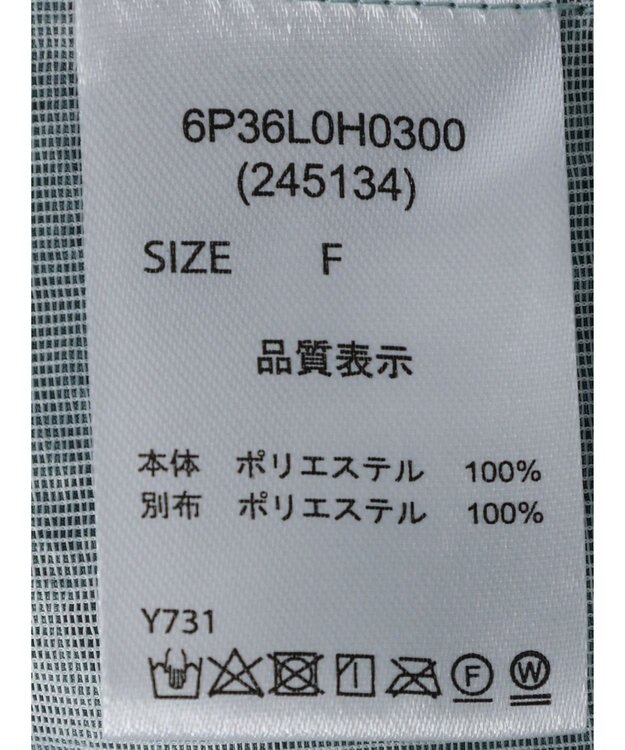 6P36L0H0300
(245134)
SIZE F
品質表示
本体 ポリエステル 100%
別布 ポリエステル 100%
Y731
F W